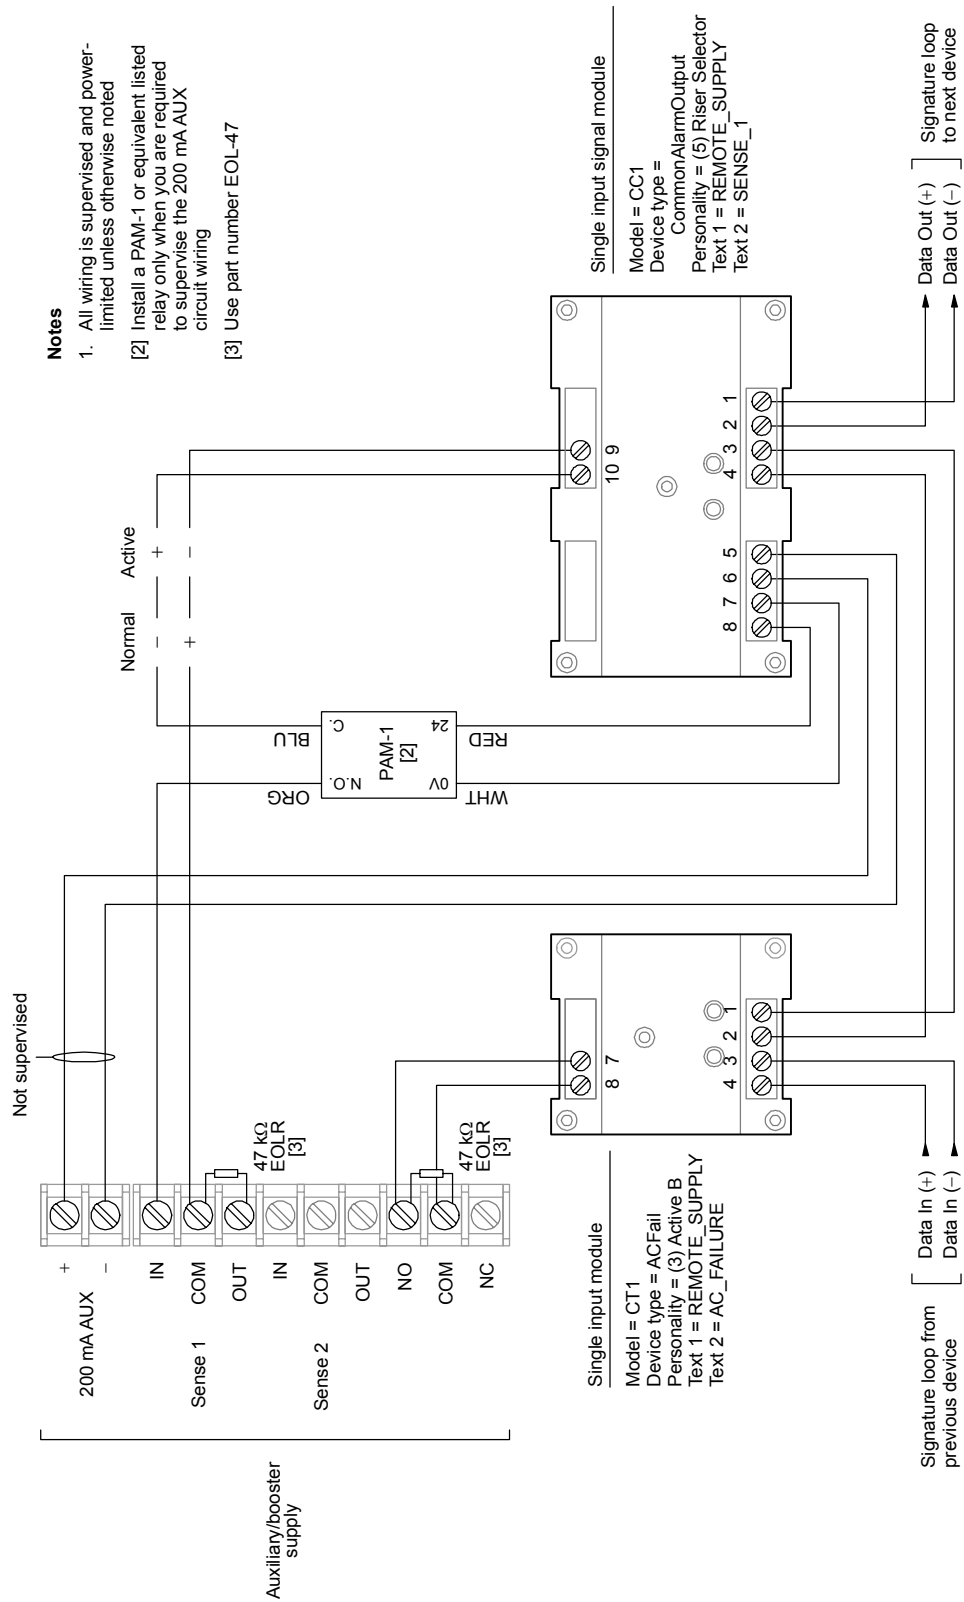 Auxiliary/booster
supply
200 mA AUX
+
−
Sense 1
IN
COM
OUT
Sense 2
IN
COM
OUT
NO
COM
NC
Not supervised
47 kΩ
EOLR
[3]
47 kΩ
EOLR
[3]
Normal
Active
−
+
+
−
ORG
BLU
N.O.
C.
PAM-1
[2]
0V
24
WHT
RED
Notes
1. All wiring is supervised and power-
limited unless otherwise noted
[2] Install a PAM-1 or equivalent listed
relay only when you are required
to supervise the 200 mA AUX
circuit wiring
[3] Use part number EOL-47
Single input module
Model = CT1
Device type = ACFail
Personality = (3) Active B
Text 1 = REMOTE_SUPPLY
Text 2 = AC_FAILURE
8 7
4 3 2 1
Single input signal module
Model = CC1
Device type =
CommonAlarmOutput
Personality = (5) Riser Selector
Text 1 = REMOTE_SUPPLY
Text 2 = SENSE_1
10 9
8 7 6 5 4 3 2 1
Signature loop from
previous device
Data In (+)
Data In (−)
Data Out (+)
Data Out (−)
Signature loop
to next device